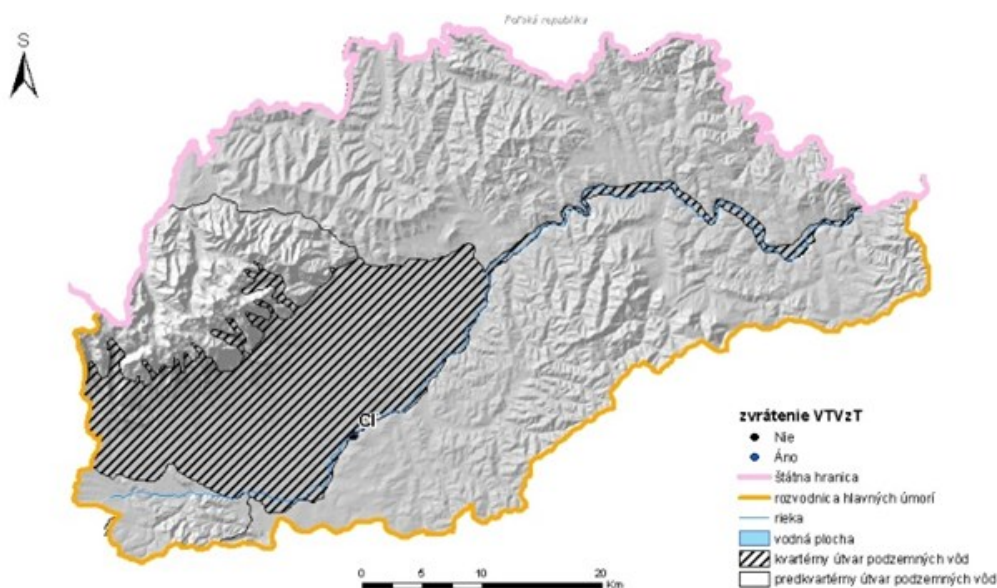 Poľská republika
S
Cl
zvrátenie VTVzT
Nie
Áno
štátna hranica
rozvodnica hlavných úmorí
rieka
vodná plocha
kvartérny útvar podzemných vôd
predkvartérny útvar podzemných vôd
0 5 10 20
Km